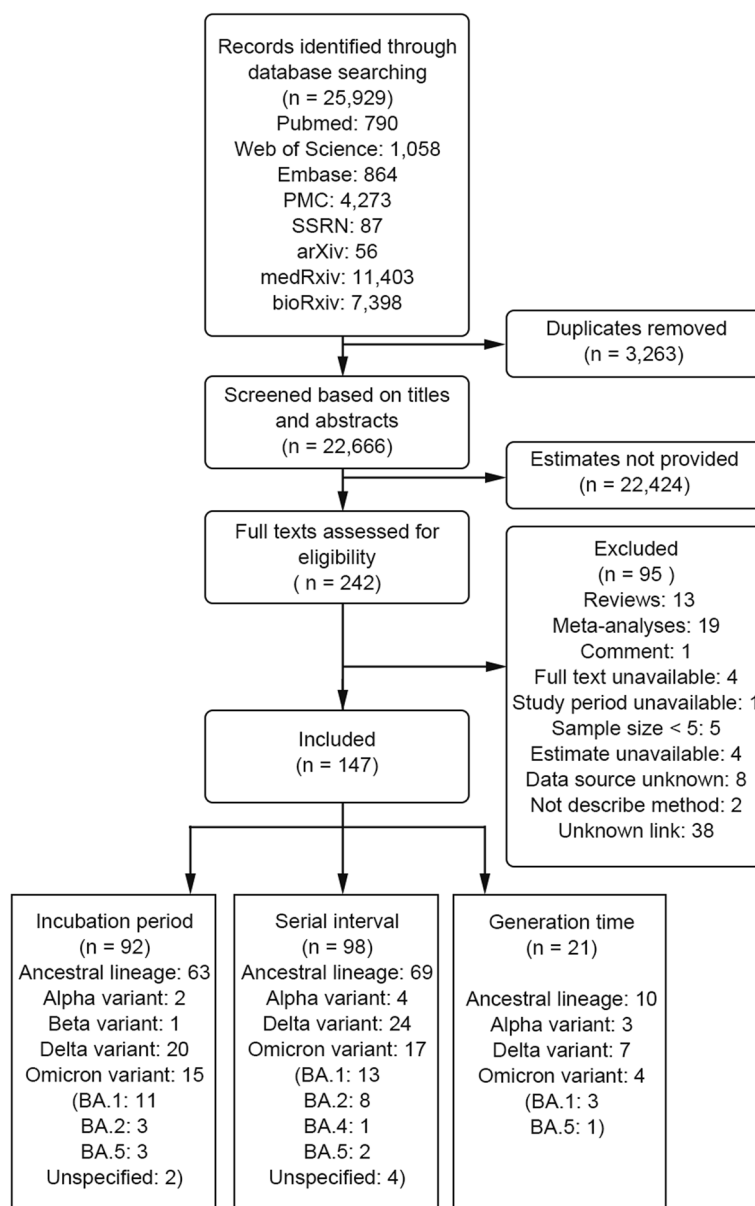 Records identified through
database searching
(n = 25,929)
Pubmed: 790
Web of Science: 1,058
Embase: 864
PMC: 4,273
SSRN: 87
arXiv: 56
medRxiv: 11,403
bioRxiv: 7,398
Duplicates removed
(n = 3,263)
Screened based on titles
and abstracts
(n = 22,666)
Estimates not provided
(n = 22,424)
Full texts assessed for
eligibility
( n = 242)
Excluded
(n = 95 )
Reviews: 13
Meta-analyses: 19
Comment: 1
Full text unavailable: 4
Study period unavailable: 1
Sample size < 5: 5
Estimate unavailable: 4
Data source unknown: 8
Not describe method: 2
Unknown link: 38
Included
(n = 147)
Incubation period
(n = 92)
Ancestral lineage: 63
Alpha variant: 2
Beta variant: 1
Delta variant: 20
Omicron variant: 15
(BA.1: 11
BA.2: 3
BA.5: 3
Unspecified: 2)
Serial interval
(n = 98)
Ancestral lineage: 69
Alpha variant: 4
Delta variant: 24
Omicron variant: 17
(BA.1: 13
BA.2: 8
BA.4: 1
BA.5: 2
Unspecified: 4)
Generation time
(n = 21)
Ancestral lineage: 10
Alpha variant: 3
Delta variant: 7
Omicron variant: 4
(BA.1: 3
BA.5: 1)